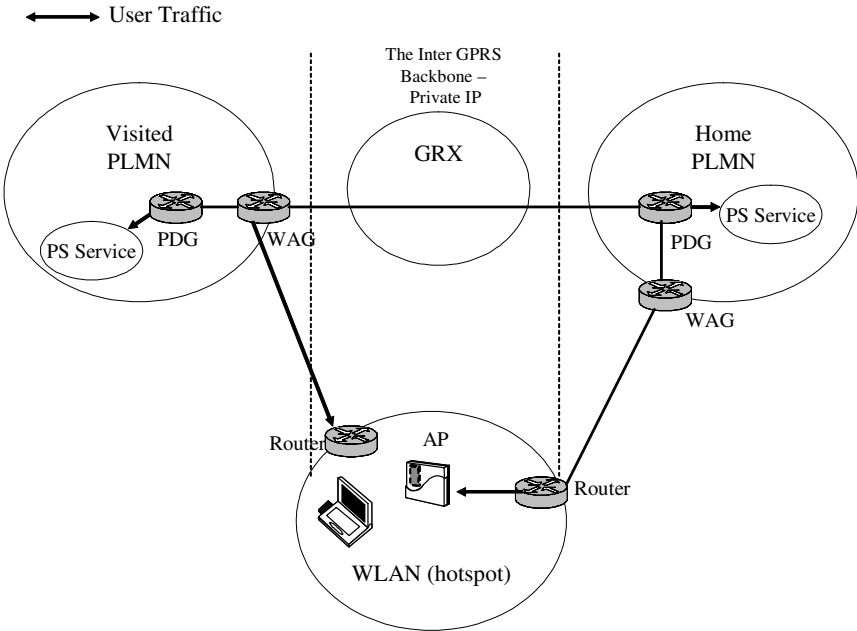 User Traffic
The Inter GPRS
Backbone –
Private IP
Visited
PLMN
GRX
Home
PLMN
PS Service
PDG
WAG
PS Service
PDG
WAG
Router
AP
Router
WLAN (hotspot)